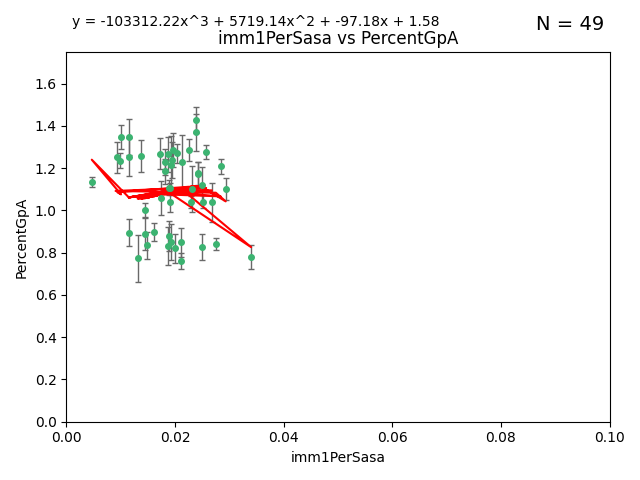 y = -103312.22x^3 + 5719.14x^2 + -97.18x + 1.58
N = 49
imm1PerSasa vs PercentGpA
1.6
1.4
1.2
1.0
0.8
0.6
0.4
0.2
0.0
PercentGpA
0.00 0.02 0.04 0.06 0.08 0.10
imm1PerSasa